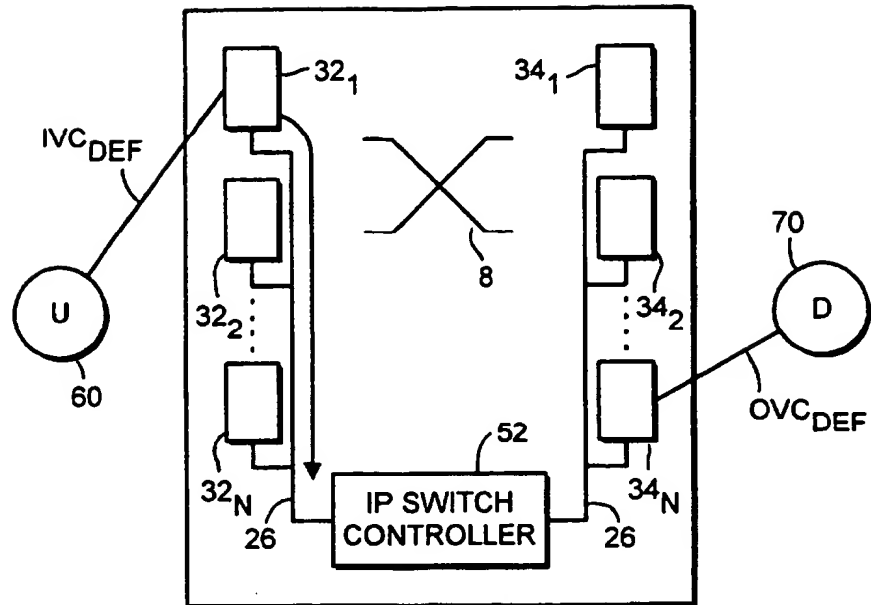 32₁
34₁
IVC_DEF
8
70
U
D
32₂
34₂
60
OVC_DEF
52
32_N
34_N
IP SWITCH
CONTROLLER
26
26